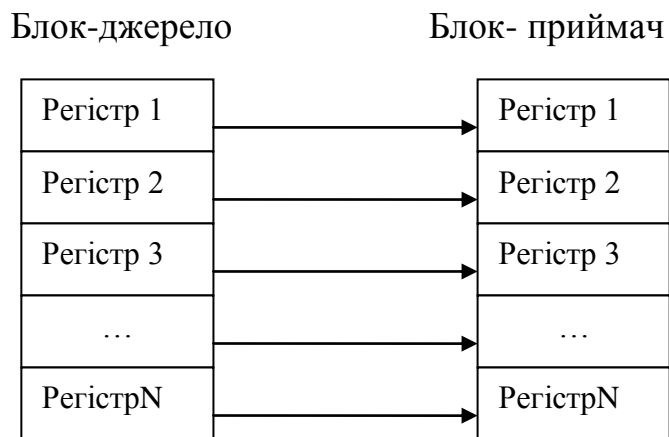 Блок-джерело Блок- приймач
Регістр 1 Регістр 1
Регістр 2 Регістр 2
Регістр 3 Регістр 3
… …
РегістрN РегістрN